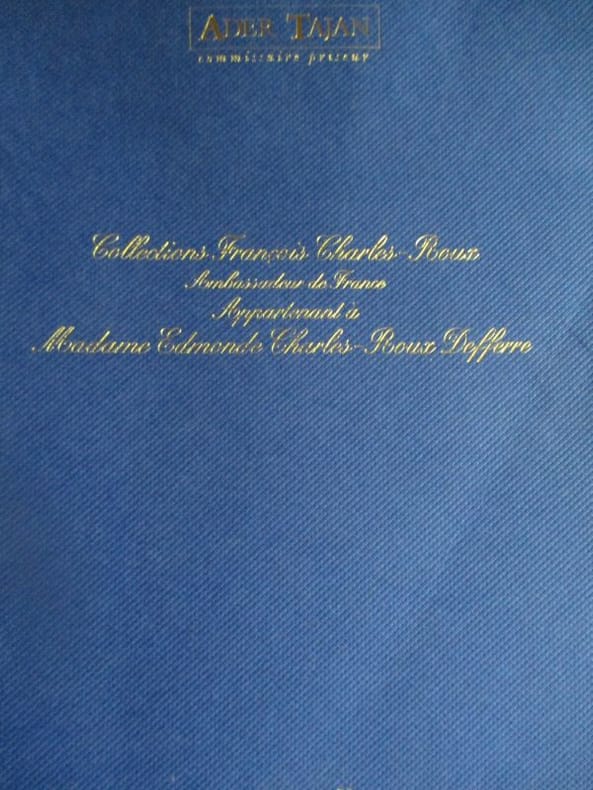 ADER TAJAN
commissaire priseur
Collections François Charles-Roux
Ambassadeur de France
Appartenant à
Madame Edmonde Charles-Roux Defferre